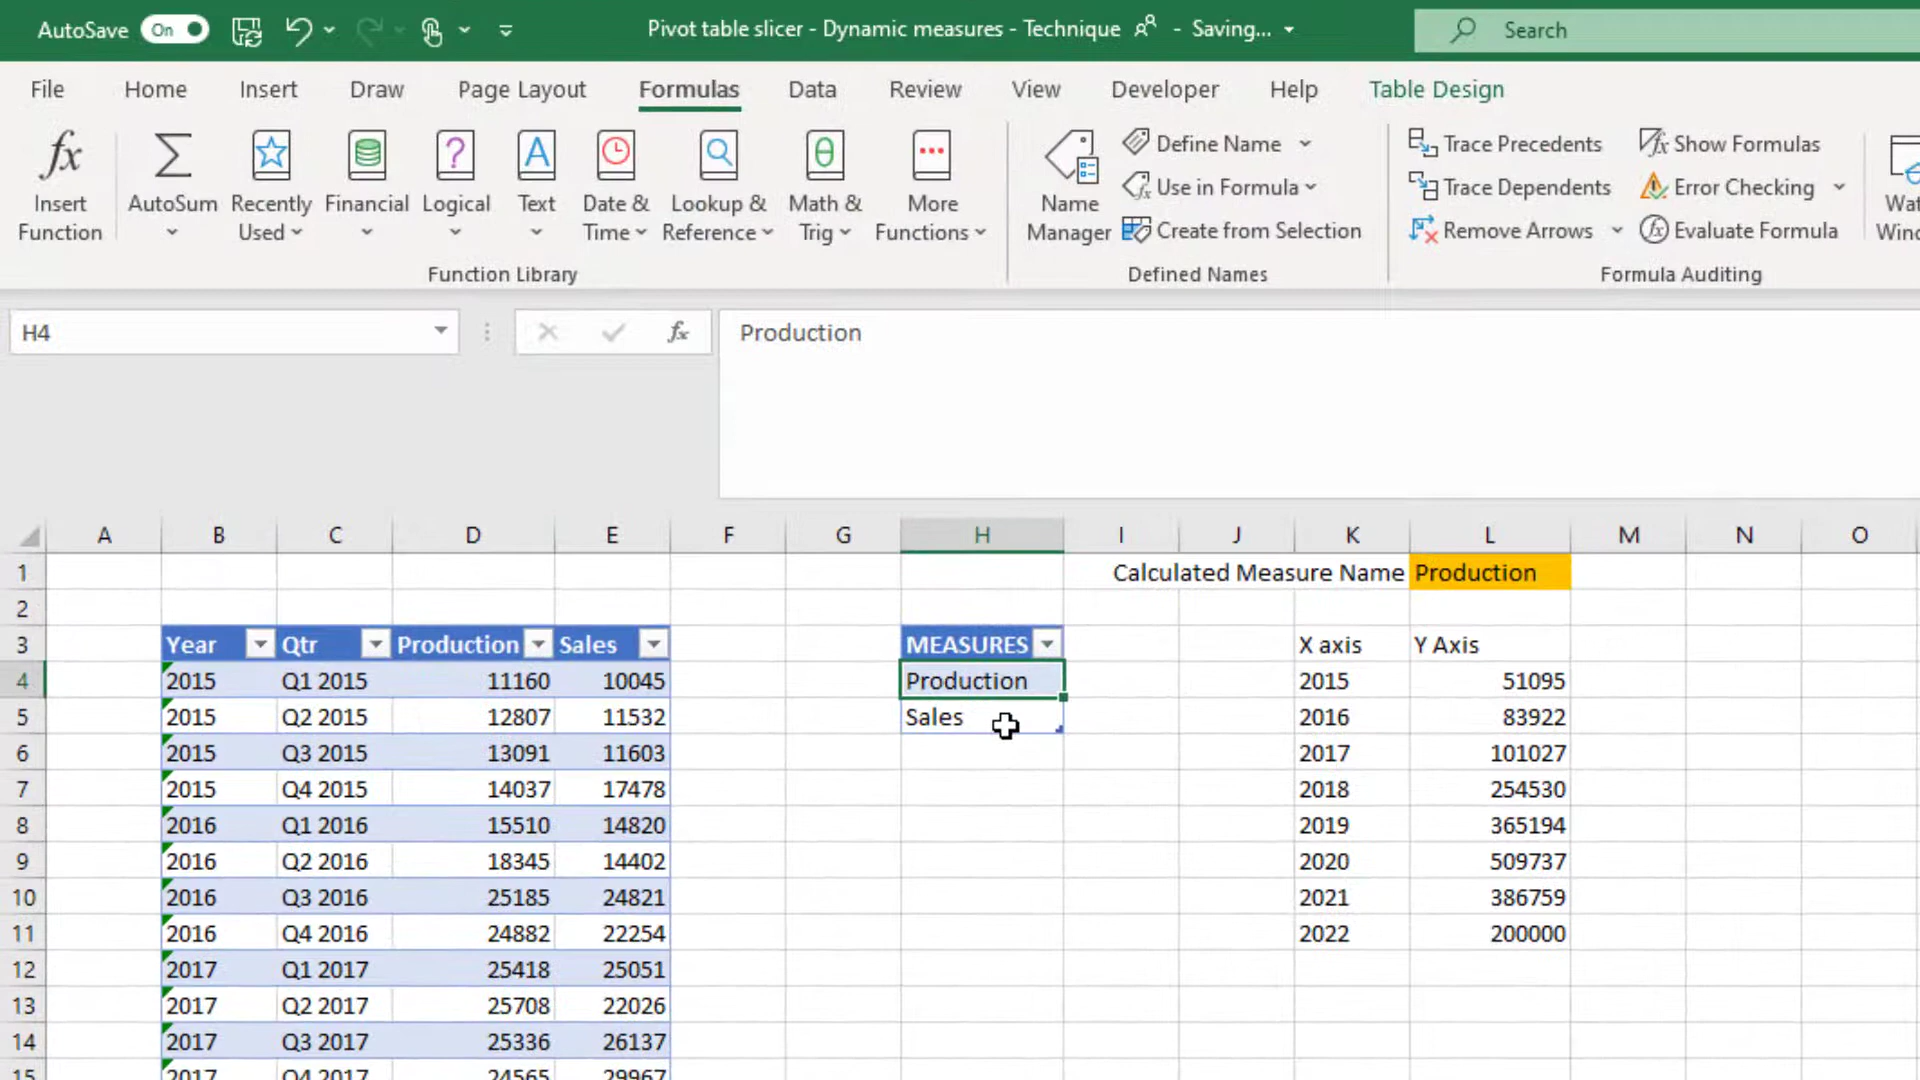 AutoSave On Pivot table slicer - Dynamic measures - Technique - Saving... Search
File Home Insert Draw Page Layout Formulas Data Review View Developer Help Table Design
Insert Function
AutoSum
Recently Used
Financial
Logical
Text
Date & Time
Lookup & Reference
Math & Trig
More Functions
Function Library
Name Manager
Define Name
Use in Formula
Create from Selection
Defined Names
Trace Precedents
Trace Dependents
Remove Arrows
Show Formulas
Error Checking
Evaluate Formula
Formula Auditing
H4 fx Production
A B C D E F G H I J K L M N O
1 Calculated Measure Name Production
2
3 Year Qtr Production Sales MEASURES X axis Y Axis
4 2015 Q1 2015 11160 10045 Production 2015 51095
5 2015 Q2 2015 12807 11532 Sales 2016 83922
6 2015 Q3 2015 13091 11603 2017 101027
7 2015 Q4 2015 14037 17478 2018 254530
8 2016 Q1 2016 15510 14820 2019 365194
9 2016 Q2 2016 18345 14402 2020 509737
10 2016 Q3 2016 25185 24821 2021 386759
11 2016 Q4 2016 24882 22254 2022 200000
12 2017 Q1 2017 25418 25051
13 2017 Q2 2017 25708 22026
14 2017 Q3 2017 25336 26137
15 2017 Q4 2017 24565 29967